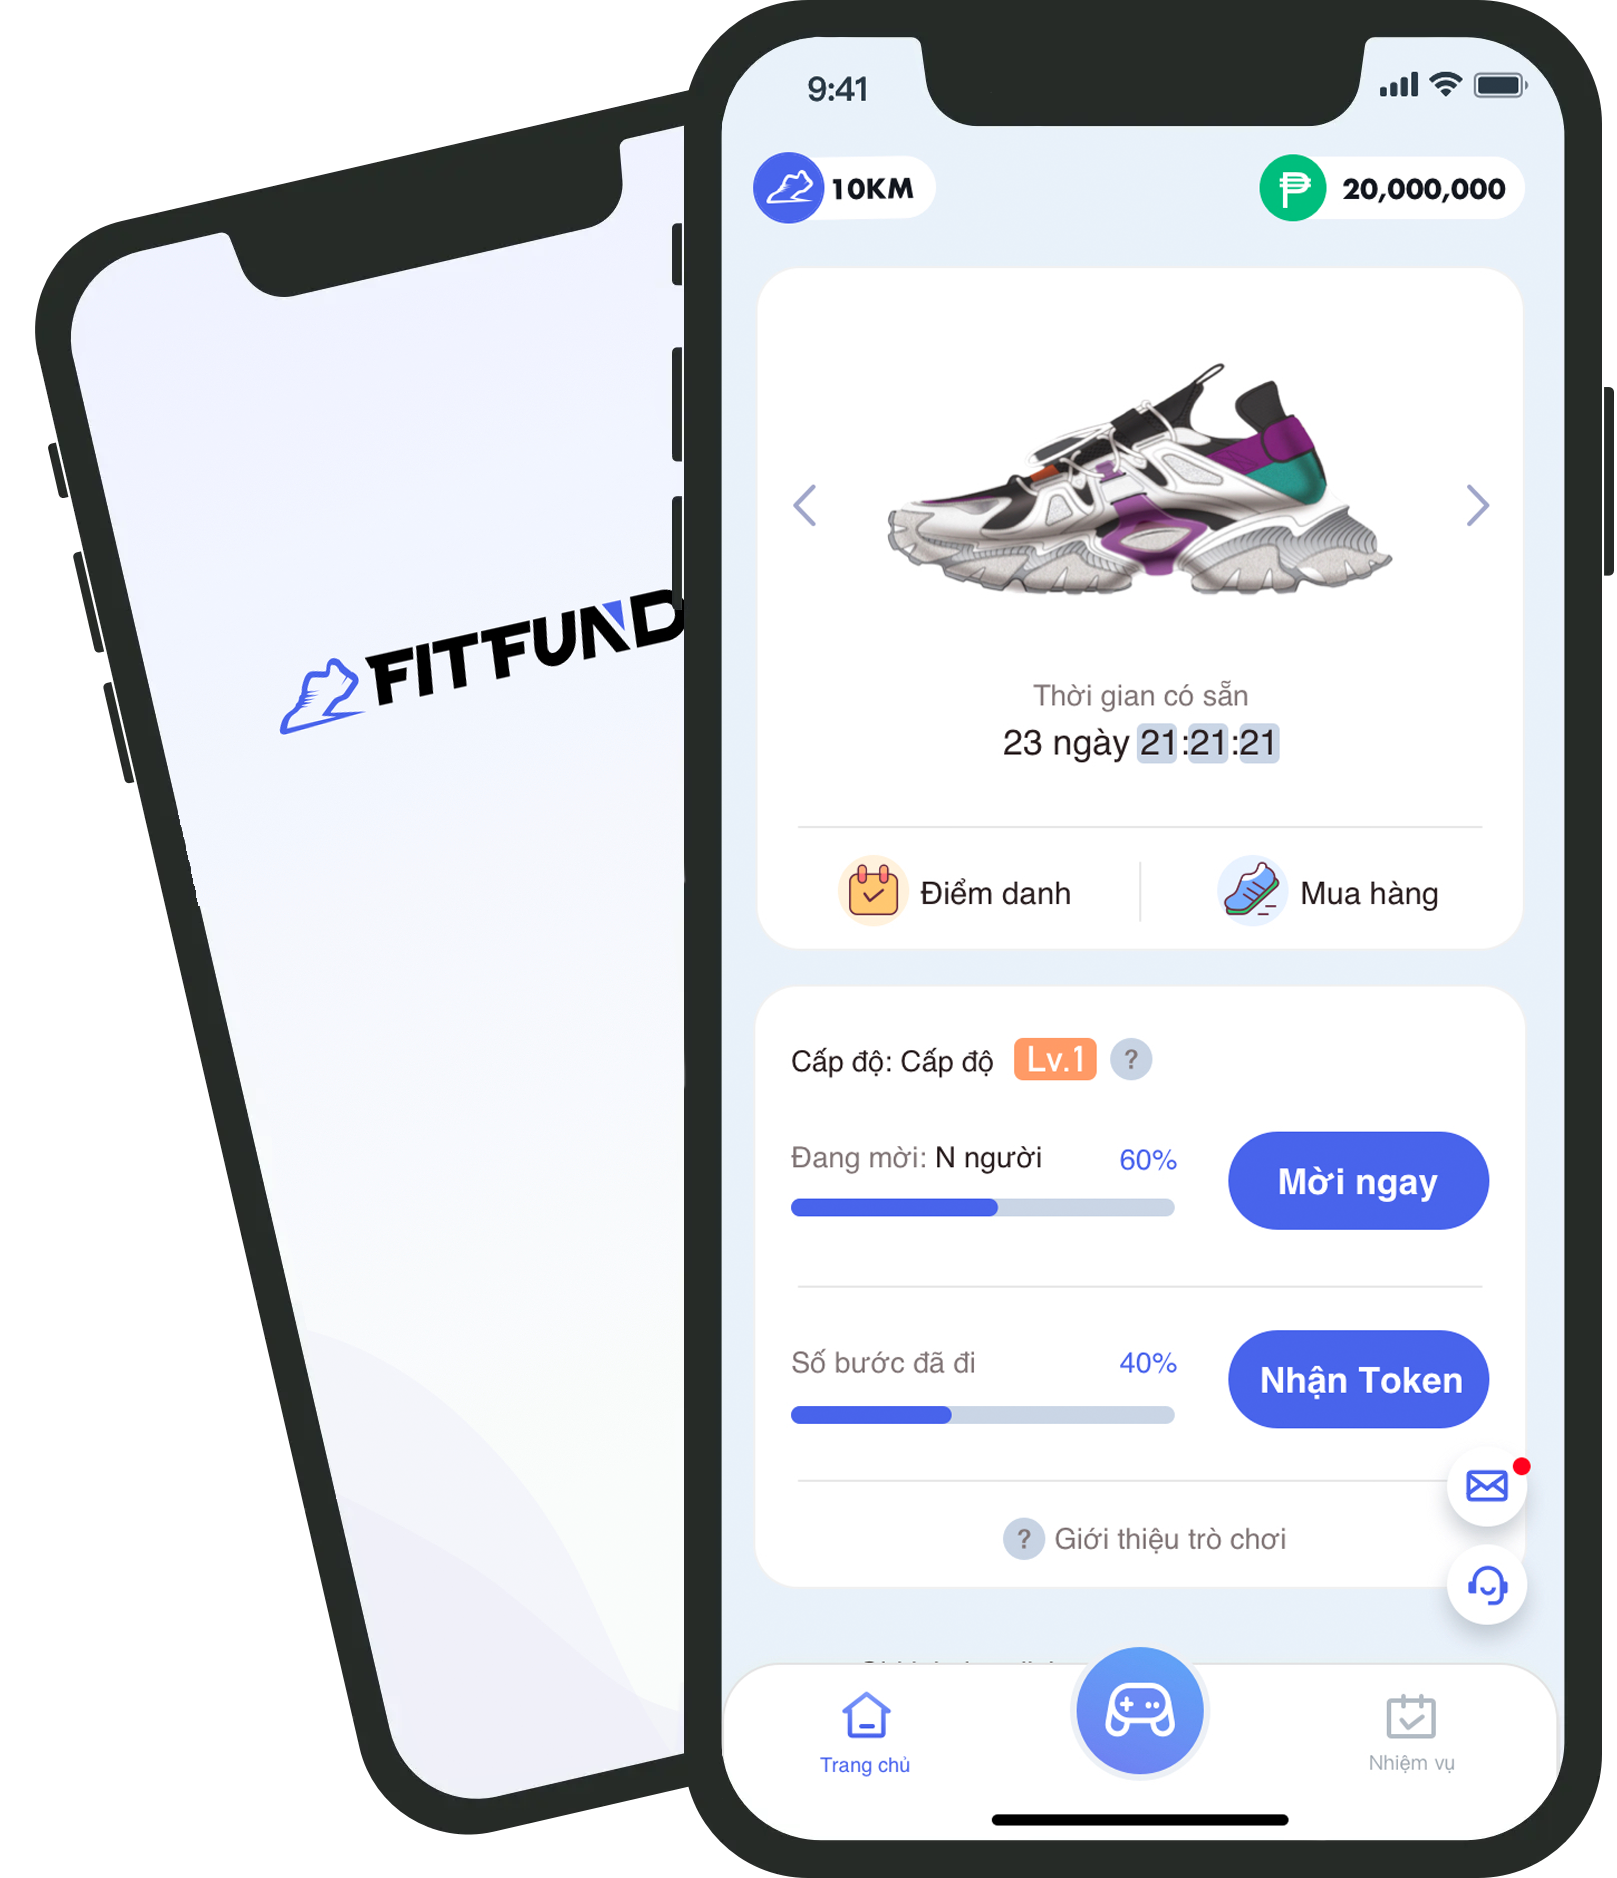 FITFUND
9:41
10KM
20,000,000
Thời gian có sẵn
23 ngày 21:21:21
Điểm danh
Mua hàng
Cấp độ: Cấp độ Lv.1 ?
Đang mời: N người 60%
Mời ngay
Số bước đã đi 40%
Nhận Token
? Giới thiệu trò chơi
Trang chủ
Nhiệm vụ